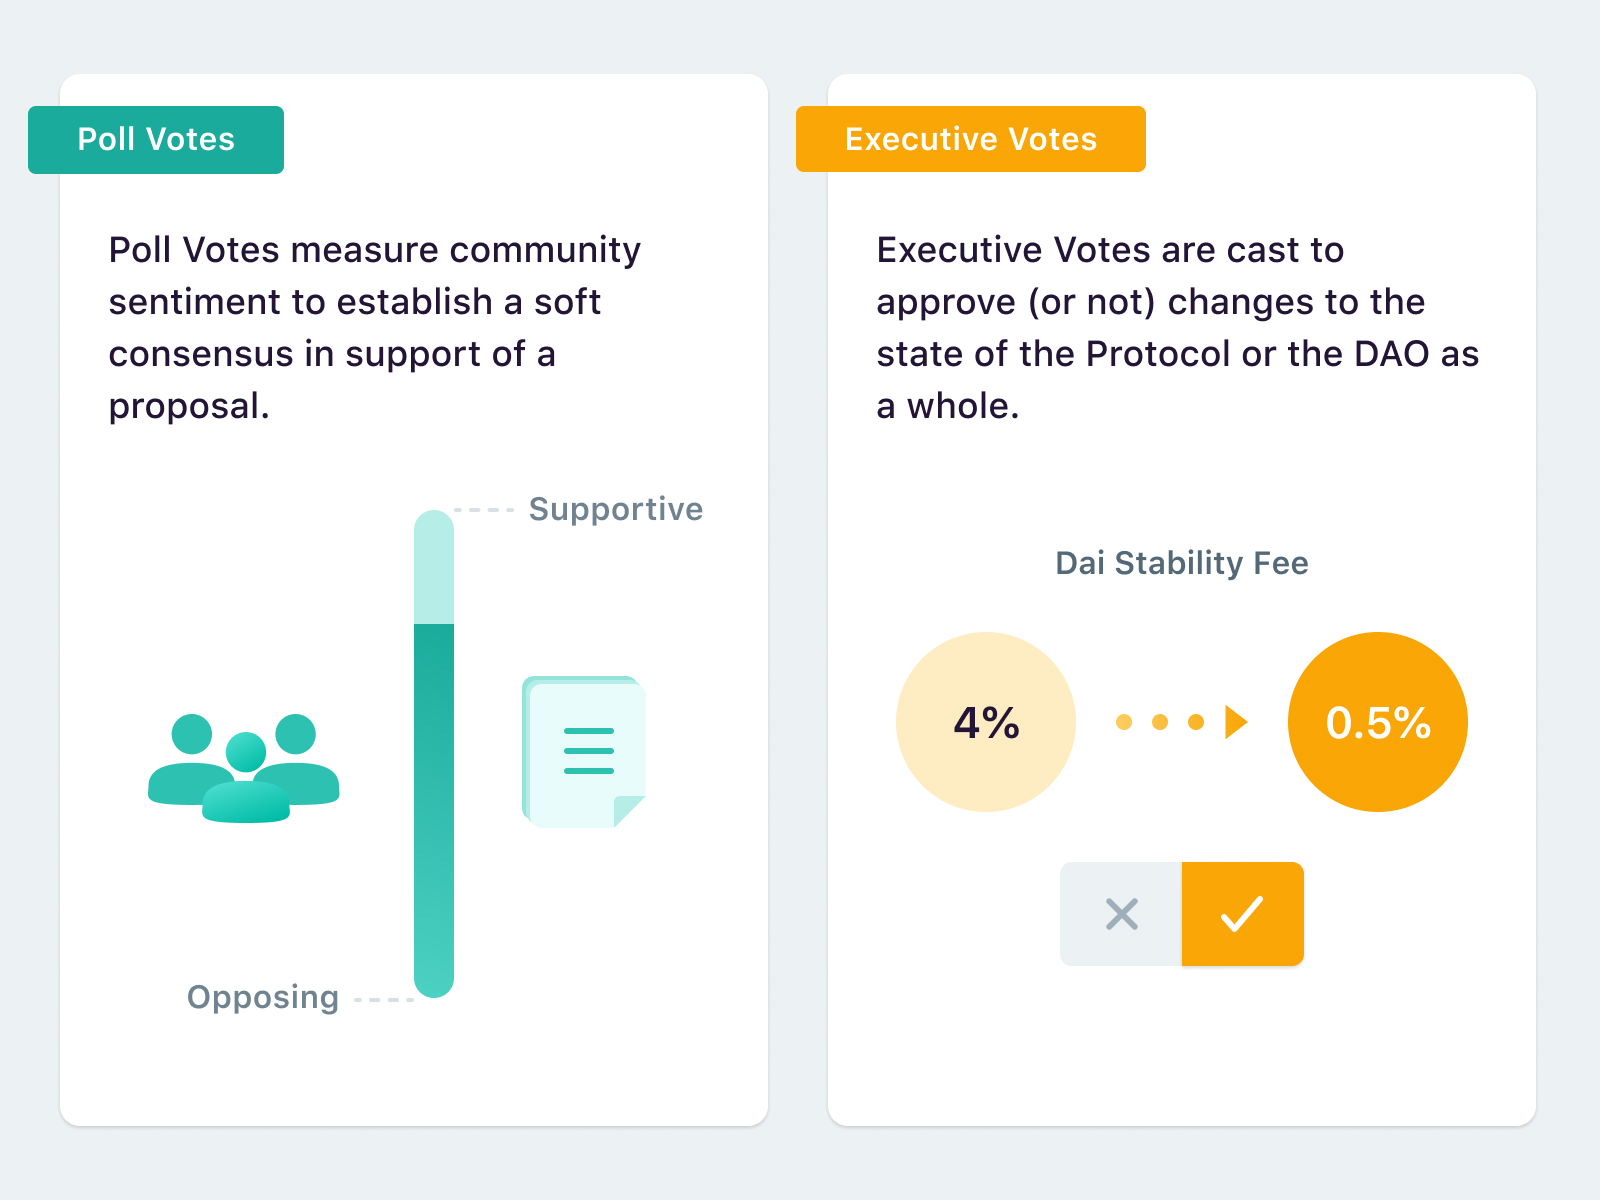 Poll Votes
Poll Votes measure community
sentiment to establish a soft
consensus in support of a
proposal.
Supportive
Opposing
Executive Votes
Executive Votes are cast to
approve (or not) changes to the
state of the Protocol or the DAO as
a whole.
Dai Stability Fee
4%
0.5%